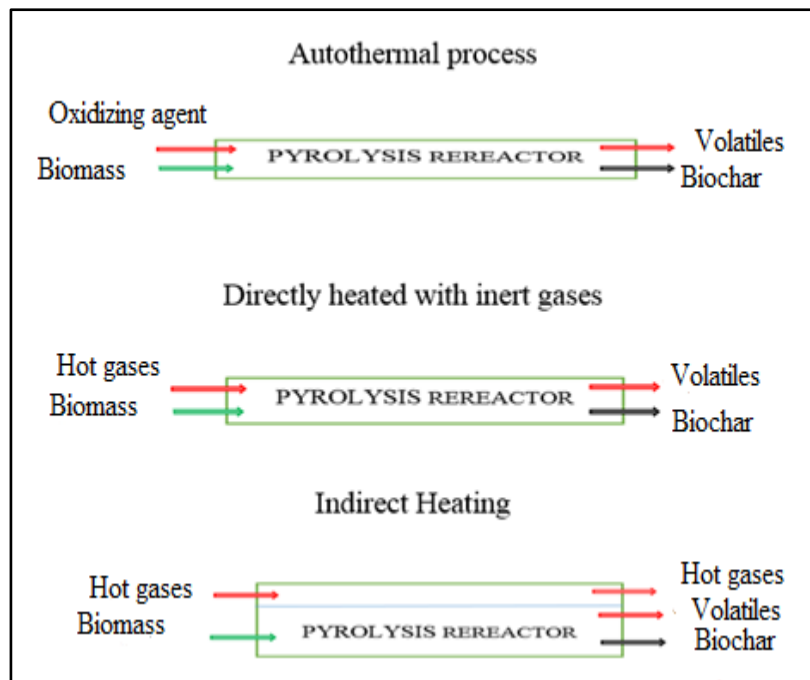 Autothermal process
Oxidizing agent
Biomass
PYROLYSIS REREACTOR
Volatiles
Biochar
Directly heated with inert gases
Hot gases
Biomass
PYROLYSIS REREACTOR
Volatiles
Biochar
Indirect Heating
Hot gases
Biomass
PYROLYSIS REREACTOR
Hot gases
Volatiles
Biochar